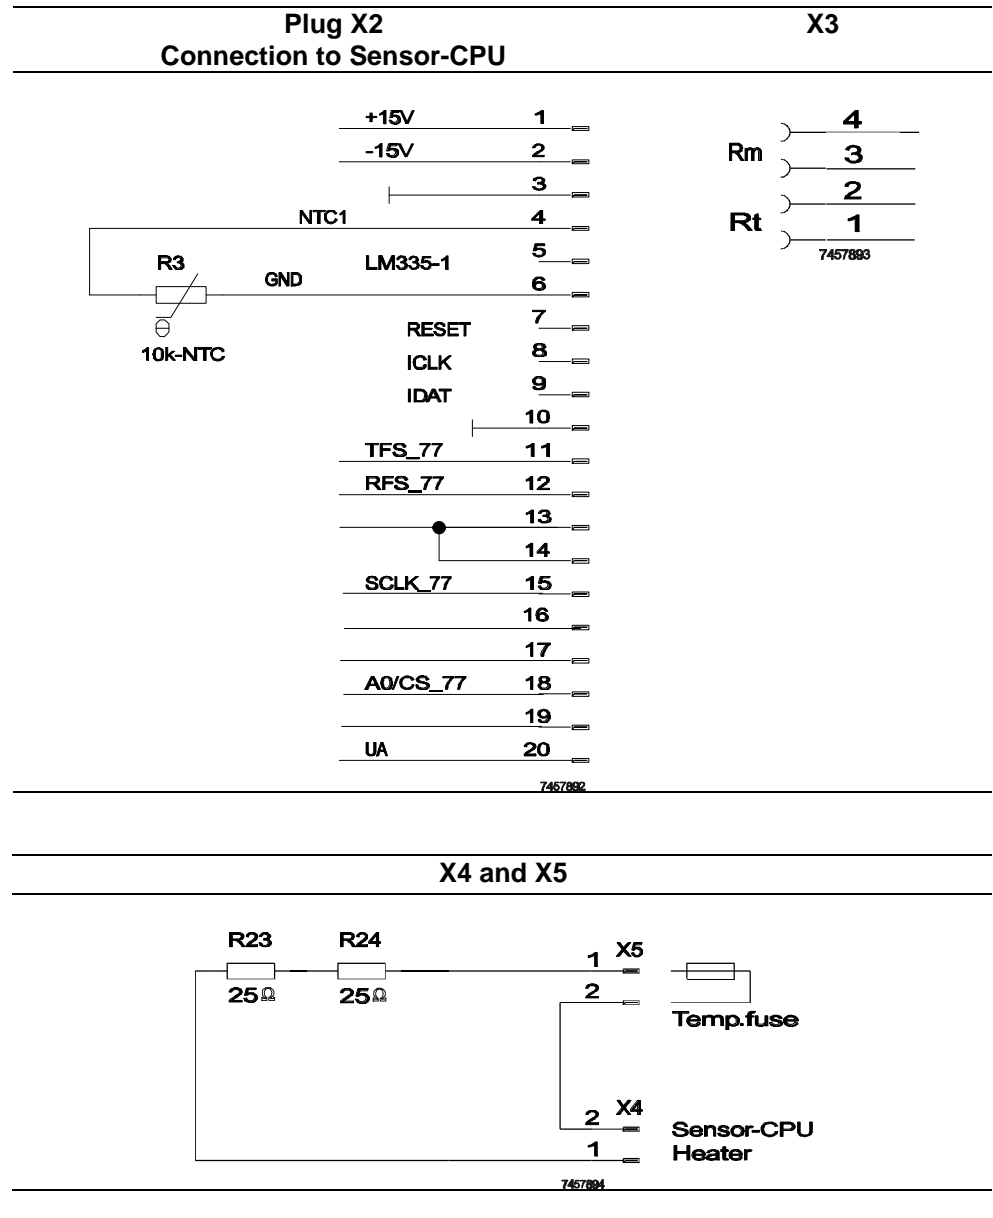 Plug X2
Connection to Sensor-CPU
X3
+15V 1
-15V 2
3
NTC1 4
R3
LM335-1 5
GND 6
10k-NTC
RESET 7
ICLK 8
IDAT 9
10
TFS_77 11
RFS_77 12
13
14
SCLK_77 15
16
17
A0/CS_77 18
19
UA 20
7457892
4
Rm 3
2
Rt 1
7457893
X4 and X5
R23 R24
25Ω 25Ω
1 X5
2
Temp.fuse
2 X4
Sensor-CPU
1 Heater
7457894